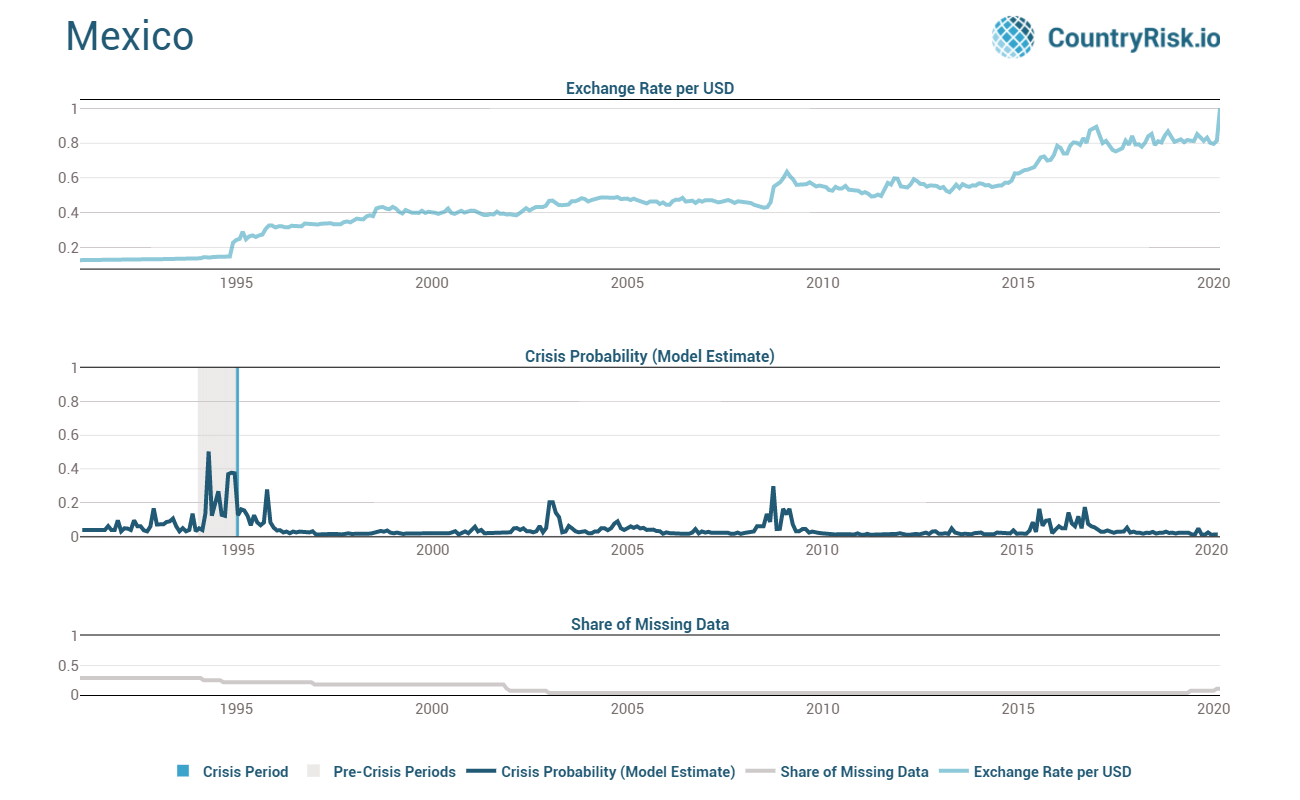 Mexico
CountryRisk.io
Exchange Rate per USD
1
0.8
0.6
0.4
0.2
1995 2000 2005 2010 2015 2020
Crisis Probability (Model Estimate)
1
0.8
0.6
0.4
0.2
0
1995 2000 2005 2010 2015 2020
Share of Missing Data
1
0.5
0
1995 2000 2005 2010 2015 2020
Crisis Period Pre-Crisis Periods Crisis Probability (Model Estimate) Share of Missing Data Exchange Rate per USD